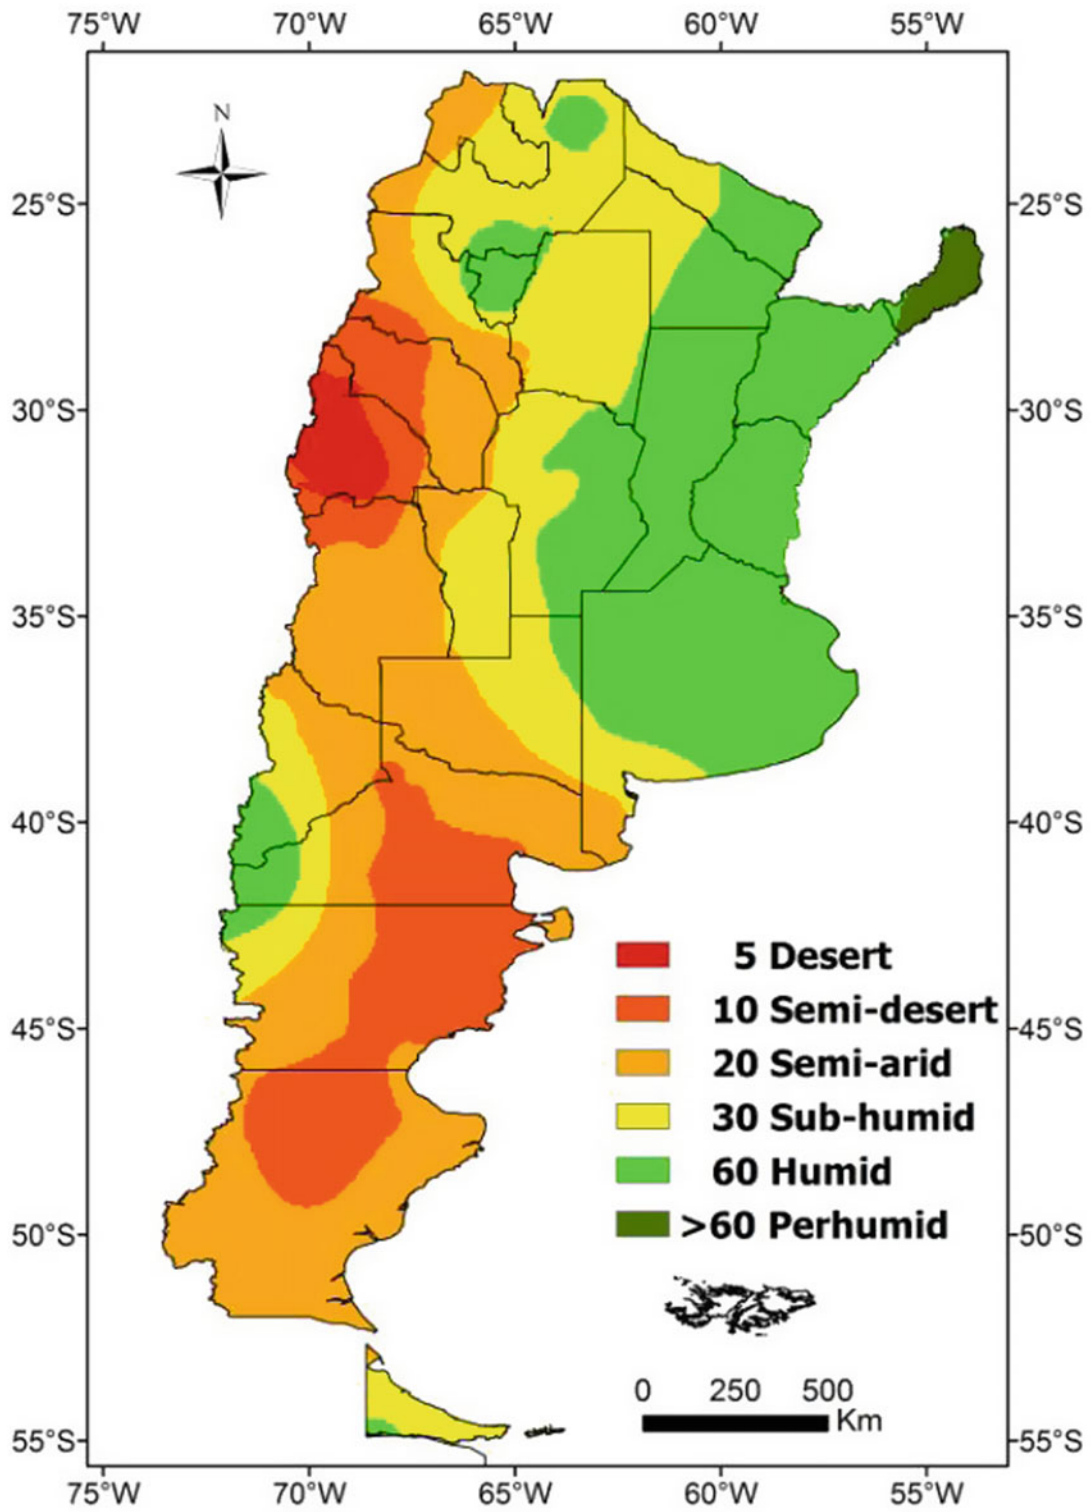 75°W 70°W 65°W 60°W 55°W
N
25°S 25°S
30°S 30°S
35°S 35°S
40°S 40°S
5 Desert
10 Semi-desert
45°S 45°S
20 Semi-arid
30 Sub-humid
60 Humid
>60 Perhumid
50°S 50°S
0 250 500
Km
55°S 55°S
75°W 70°W 65°W 60°W 55°W